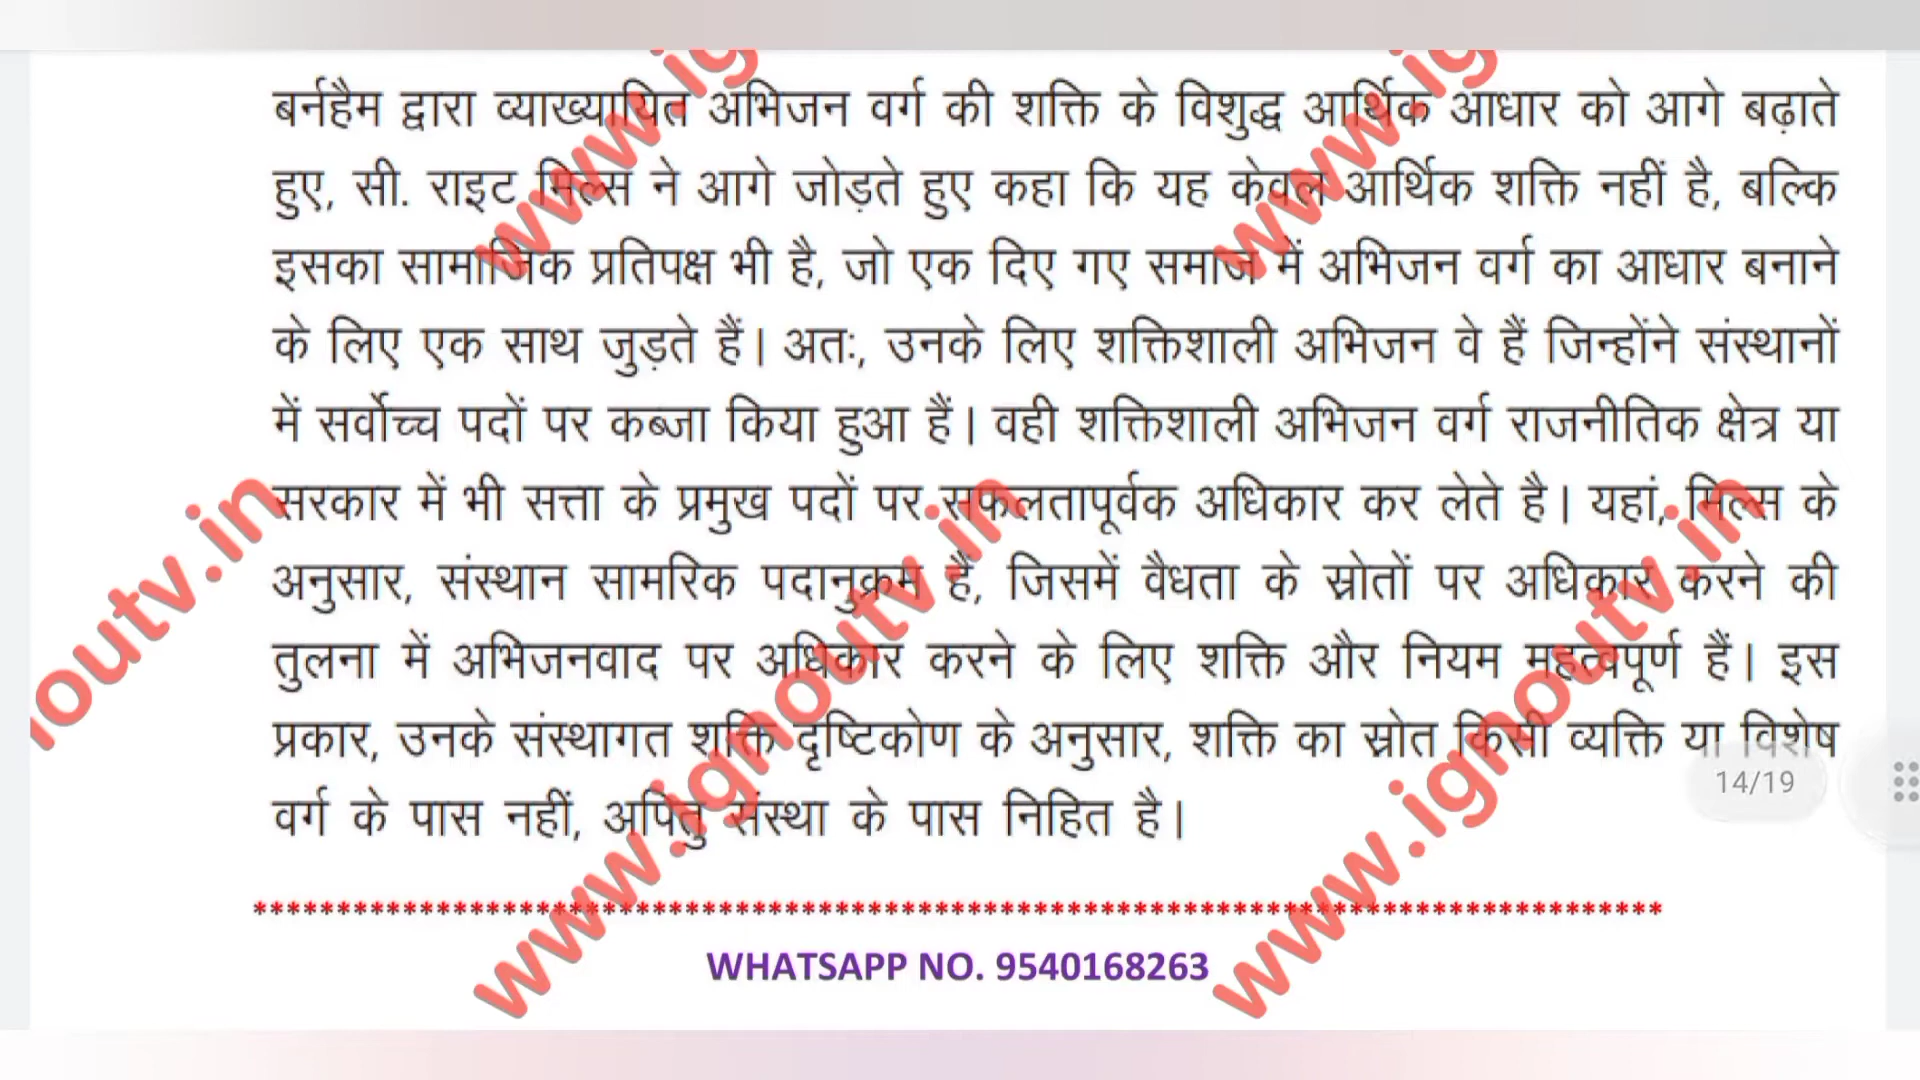 बर्नहैम द्वारा व्याख्यायित अभिजन वर्ग की शक्ति के विशुद्ध आर्थिक आधार को आगे बढ़ाते
हुए, सी. राइट मिल्स ने आगे जोड़ते हुए कहा कि यह केवल आर्थिक शक्ति नहीं है, बल्कि
इसका सामाजिक प्रतिपक्ष भी है, जो एक दिए गए समाज में अभिजन वर्ग का आधार बनाने
के लिए एक साथ जुड़ते हैं। अतः, उनके लिए शक्तिशाली अभिजन वे हैं जिन्होंने संस्थानों
में सर्वोच्च पदों पर कब्जा किया हुआ हैं। वही शक्तिशाली अभिजन वर्ग राजनीतिक क्षेत्र या
सरकार में भी सत्ता के प्रमुख पदों पर सफलतापूर्वक अधिकार कर लेते है। यहां, मिल्स के
अनुसार, संस्थान सामरिक पदानुक्रम हैं, जिसमें वैधता के स्रोतों पर अधिकार करने की
तुलना में अभिजनवाद पर अधिकार करने के लिए शक्ति और नियम महत्वपूर्ण हैं। इस
प्रकार, उनके संस्थागत शक्ति दृष्टिकोण के अनुसार, शक्ति का स्रोत किसी व्यक्ति या विशेष
वर्ग के पास नहीं, अपितु संस्था के पास निहित है।
14/19
*************************************************************************************
WHATSAPP NO. 9540168263
www.ig
www.ig
noutv.in
www.ignoutv.in
www.ignoutv.in